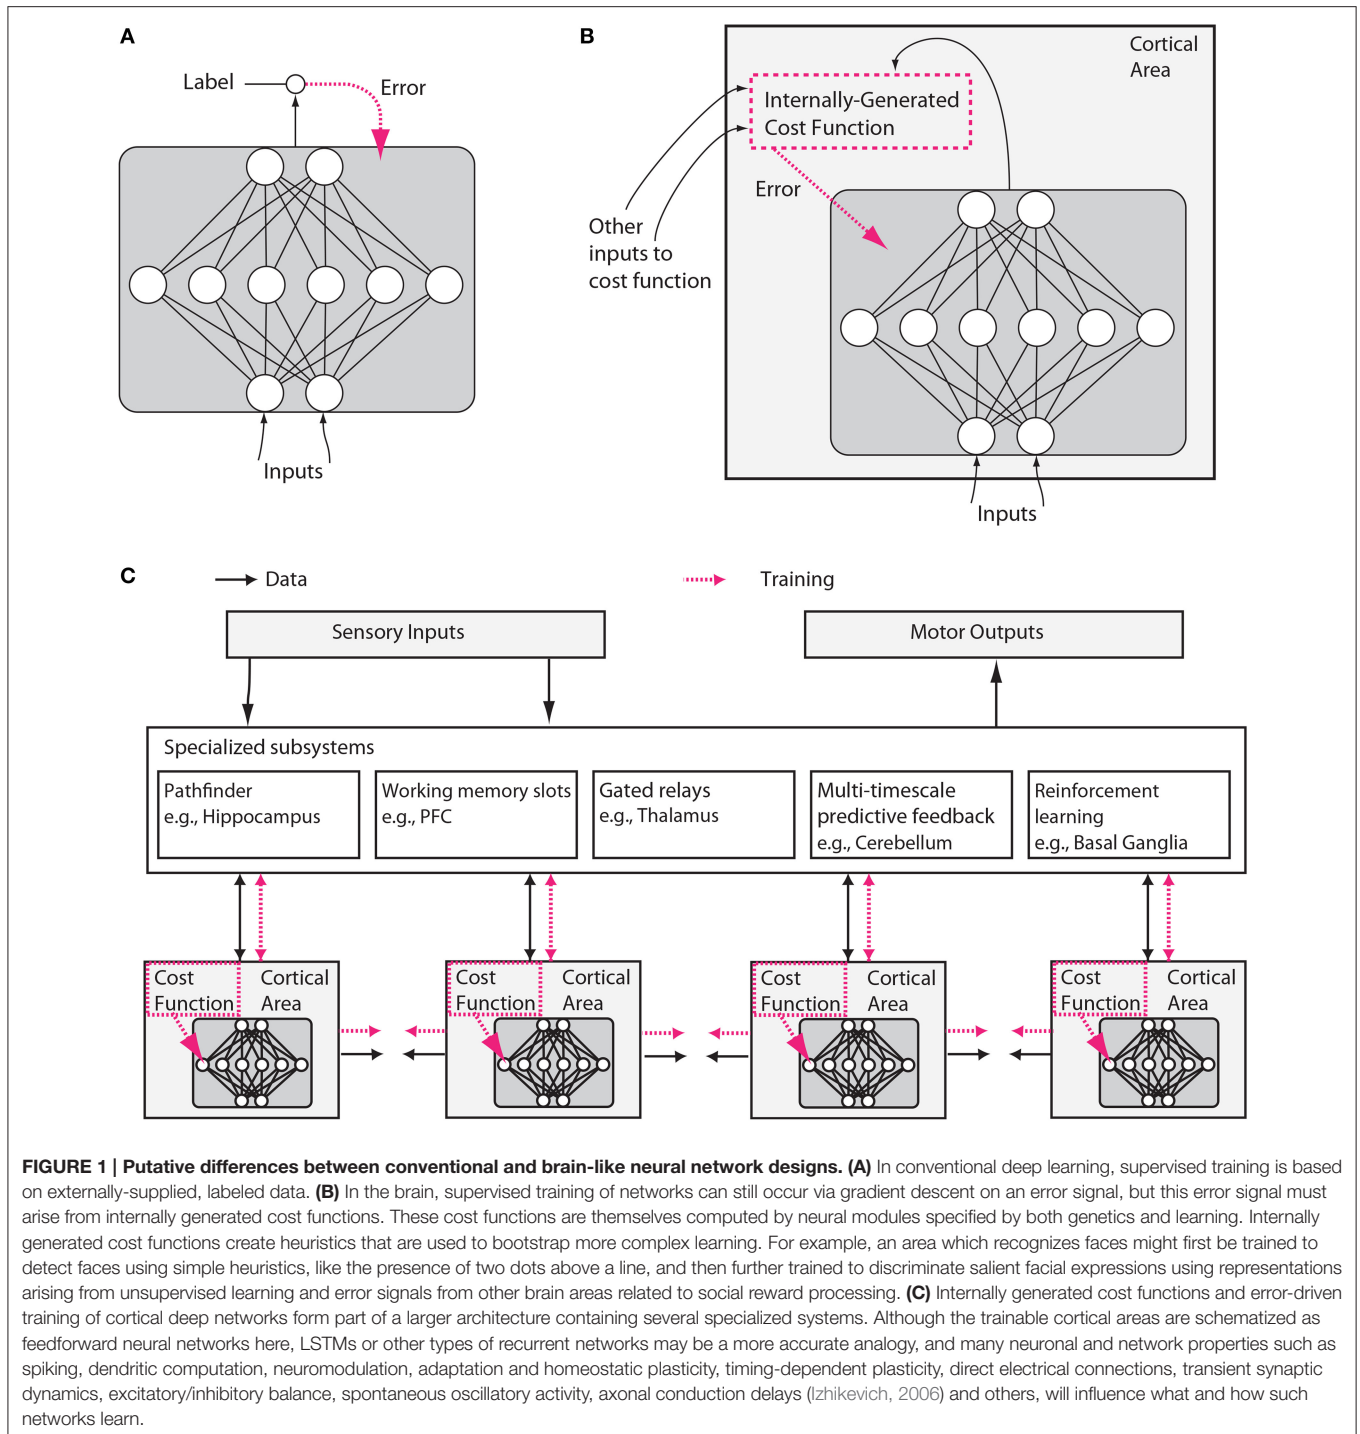 A
Label
Error
Inputs
B
Cortical
Area
Internally-Generated
Cost Function
Error
Other
inputs to
cost function
Inputs
C
Data
Training
Sensory Inputs
Motor Outputs
Specialized subsystems
Pathfinder
e.g., Hippocampus
Working memory slots
e.g., PFC
Gated relays
e.g., Thalamus
Multi-timescale
predictive feedback
e.g., Cerebellum
Reinforcement
learning
e.g., Basal Ganglia
Cost
Function
Cortical
Area
Cost
Function
Cortical
Area
Cost
Function
Cortical
Area
Cost
Function
Cortical
Area
FIGURE 1 | Putative differences between conventional and brain-like neural network designs. (A) In conventional deep learning, supervised training is based
on externally-supplied, labeled data. (B) In the brain, supervised training of networks can still occur via gradient descent on an error signal, but this error signal must
arise from internally generated cost functions. These cost functions are themselves computed by neural modules specified by both genetics and learning. Internally
generated cost functions create heuristics that are used to bootstrap more complex learning. For example, an area which recognizes faces might first be trained to
detect faces using simple heuristics, like the presence of two dots above a line, and then further trained to discriminate salient facial expressions using representations
arising from unsupervised learning and error signals from other brain areas related to social reward processing. (C) Internally generated cost functions and error-driven
training of cortical deep networks form part of a larger architecture containing several specialized systems. Although the trainable cortical areas are schematized as
feedforward neural networks here, LSTMs or other types of recurrent networks may be a more accurate analogy, and many neuronal and network properties such as
spiking, dendritic computation, neuromodulation, adaptation and homeostatic plasticity, timing-dependent plasticity, direct electrical connections, transient synaptic
dynamics, excitatory/inhibitory balance, spontaneous oscillatory activity, axonal conduction delays (Izhikevich, 2006) and others, will influence what and how such
networks learn.